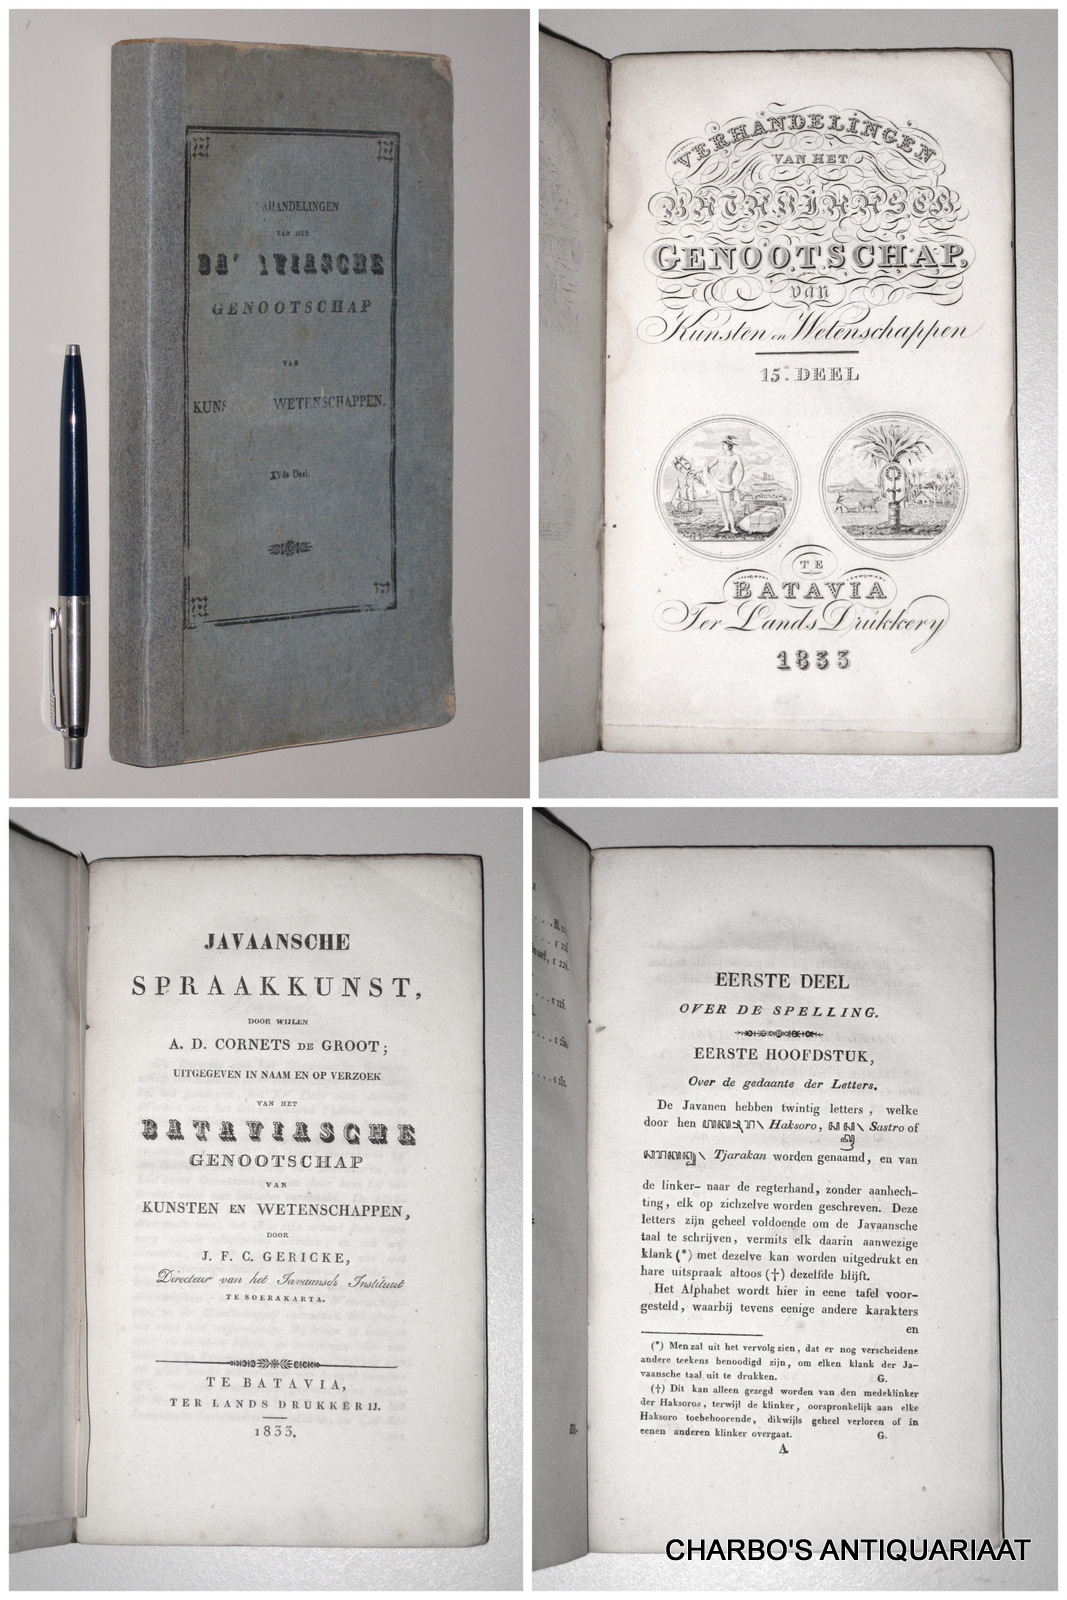 HANDELINGEN
VAN HET
BA VIASCHE
GENOOTSCHAP
VAN
KUNS WETENSCHAPPEN.
XVde Deel.
VERHANDELINGEN
VAN HET
BATAVIAASCH
GENOOTSCHAP.
van
Kunsten en Wetenschappen
15e. DEEL
TE
BATAVIA
Ter Lands Drukkery
1833
JAVAANSCHE
SPRAAKKUNST,
DOOR WIJLEN
A. D. CORNETS DE GROOT;
UITGEGEVEN IN NAAM EN OP VERZOEK
VAN HET
BATAVIASCHE
GENOOTSCHAP
VAN
KUNSTEN EN WETENSCHAPPEN,
DOOR
J. F. C. GERICKE,
Directeur van het Javaansch Instituut
TE SOERAKARTA.
TE BATAVIA,
TER LANDS DRUKKERIJ.
1833.
EERSTE DEEL
OVER DE SPELLING.
EERSTE HOOFDSTUK,
Over de gedaante der Letters.
De Javanen hebben twintig letters, welke
door hen Haksoro, Sastro of
Tjarakan worden genaamd, en van
de linker- naar de regterhand, zonder aanhech-
ting, elk op zichzelve worden geschreven. Deze
letters zijn geheel voldoende om de Javaansche
taal te schrijven, vermits elk daarin aanwezige
klank (*) met dezelve kan worden uitgedrukt en
hare uitspraak altoos (†) dezelfde blijft.
Het Alphabet wordt hier in eene tafel voor-
gesteld, waarbij tevens eenige andere karakters
en
(*) Men zal uit het vervolg zien, dat er nog verscheidene
andere teekens benoodigd zijn, om elken klank der Ja-
vaansche taal uit te drukken. G.
(†) Dit kan alleen gezegd worden van den medeklinker
der Haksoros, terwijl de klinker, oorspronkelijk aan elke
Haksoro toebehoorende, dikwijls geheel verloren of in
eenen anderen klinker overgaat. G.
A
CHARBO'S ANTIQUARIAAT